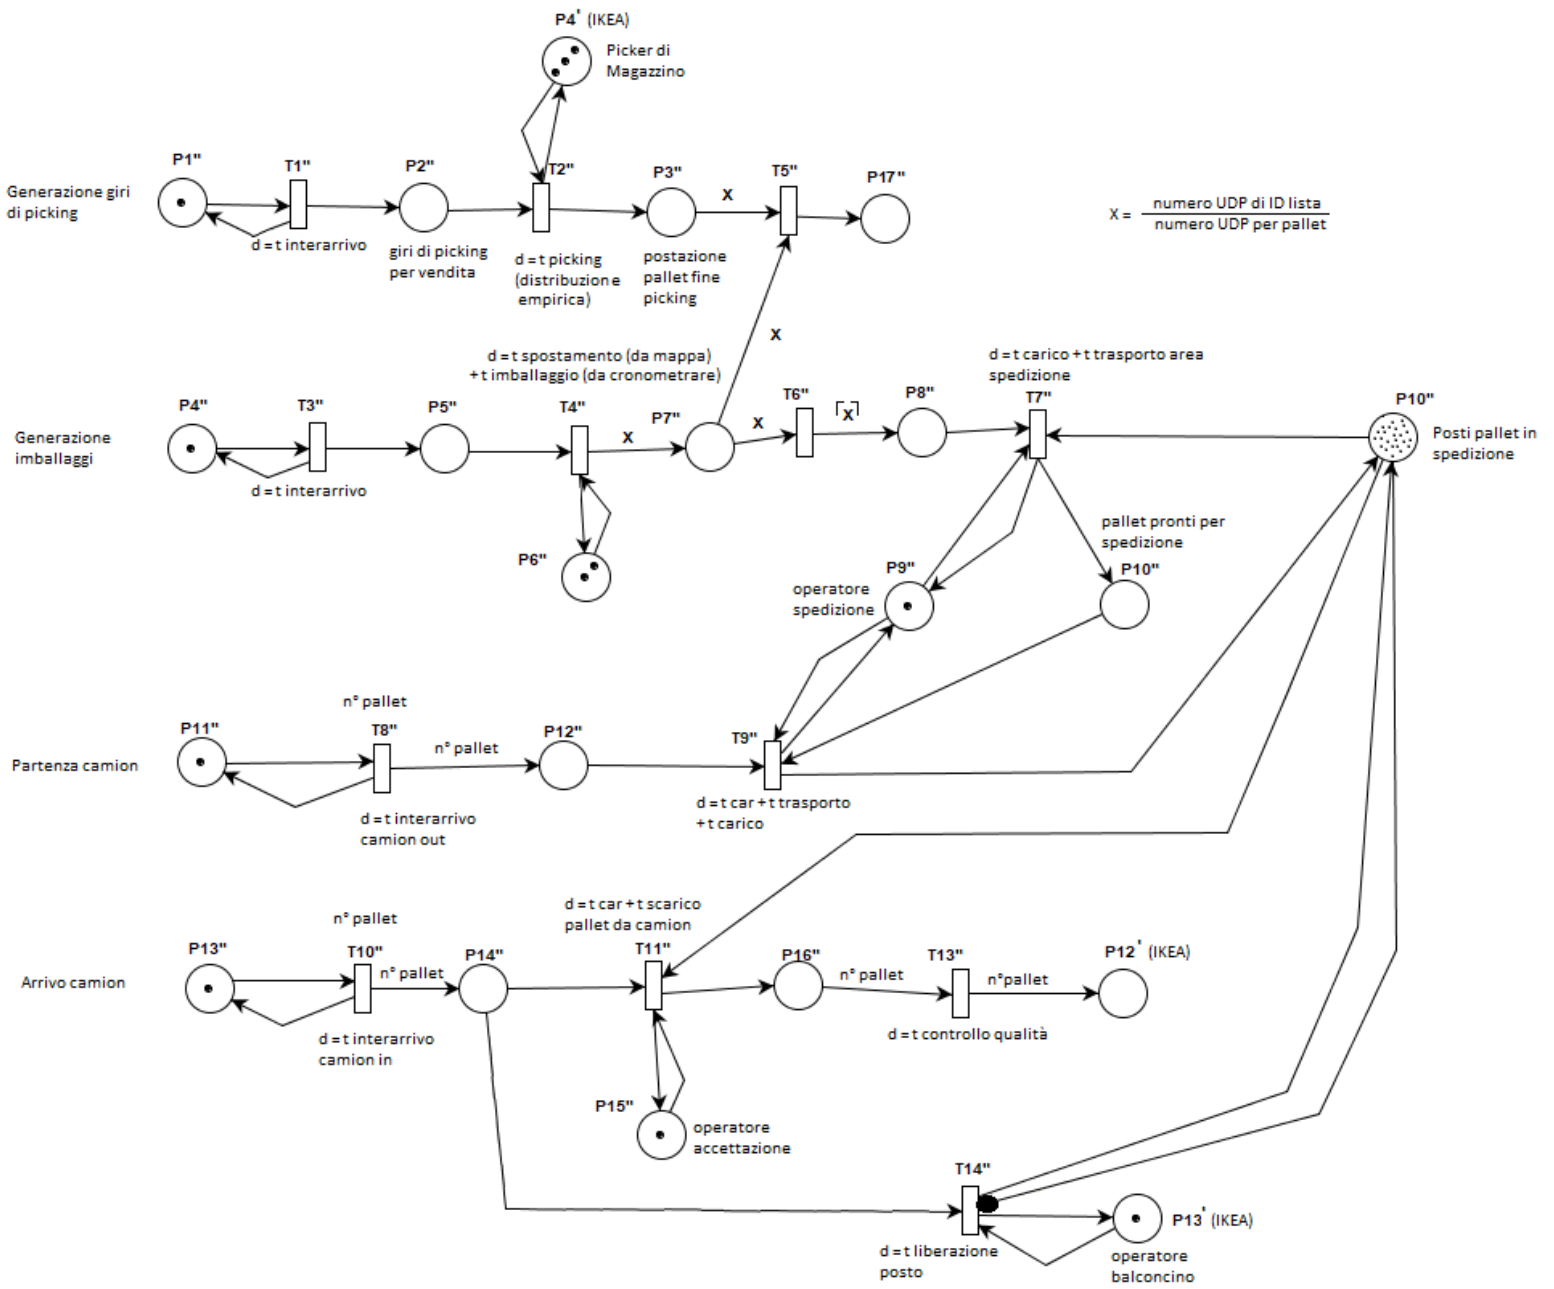 P4' (IKEA)
Picker di
Magazzino
P1"
T1"
P2"
T2"
P3"
T5"
P17"
Generazione giri
di picking
X
d = t interarrivo
giri di picking
per vendita
d = t picking
(distribuzione
empirica)
postazione
pallet fine
picking
X = numero UDP di ID lista
numero UDP per pallet
X
d = t spostamento (da mappa)
+ t imballaggio (da cronometrare)
d = t carico + t trasporto area
spedizione
P4"
T3"
P5"
T4"
P7"
T6"
P8"
T7"
P10"
Generazione
imballaggi
X
X
⌈X⌉
Posti pallet in
spedizione
d = t interarrivo
P6"
pallet pronti per
spedizione
P9"
P10"
operatore
spedizione
n° pallet
P11"
T8"
P12"
T9"
n° pallet
Partenza camion
d = t interarrivo
camion out
d = t car + t trasporto
+ t carico
d = t car + t scarico
pallet da camion
n° pallet
P13"
T10"
P14"
T11"
P16"
T13"
P12' (IKEA)
Arrivo camion
n° pallet
n° pallet
n°pallet
d = t interarrivo
camion in
d = t controllo qualità
P15"
operatore
accettazione
T14"
P13' (IKEA)
d = t liberazione
posto
operatore
balconcino